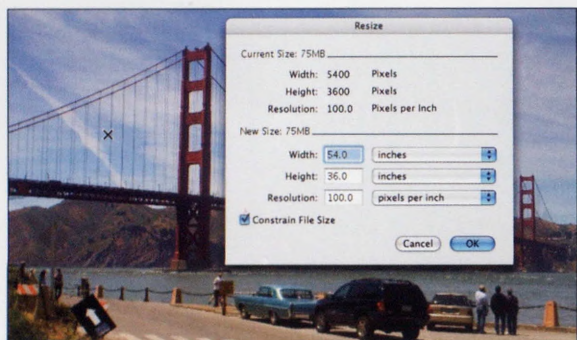 Resize
Current Size: 75MB
Width: 5400 Pixels
Height: 3600 Pixels
Resolution: 100.0 Pixels per Inch
New Size: 75MB
Width: 54.0 inches
Height: 36.0 inches
Resolution: 100.0 pixels per inch
Constrain File Size
Cancel OK